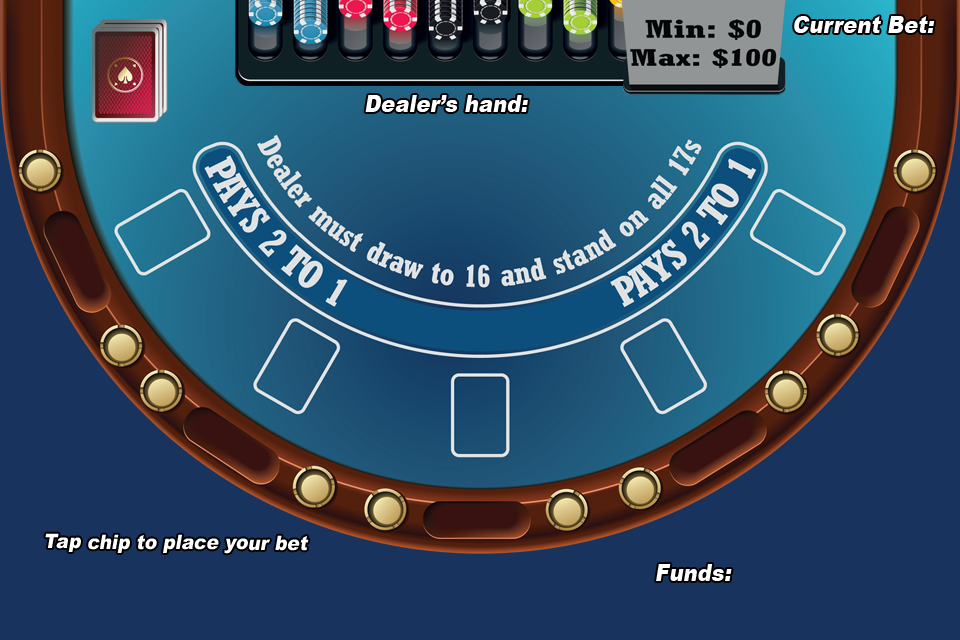 Min: $0
Max: $100
Current Bet:
Dealer's hand:
Dealer must draw to 16 and stand on all 17s
PAYS 2 TO 1
PAYS 2 TO 1
Tap chip to place your bet
Funds: